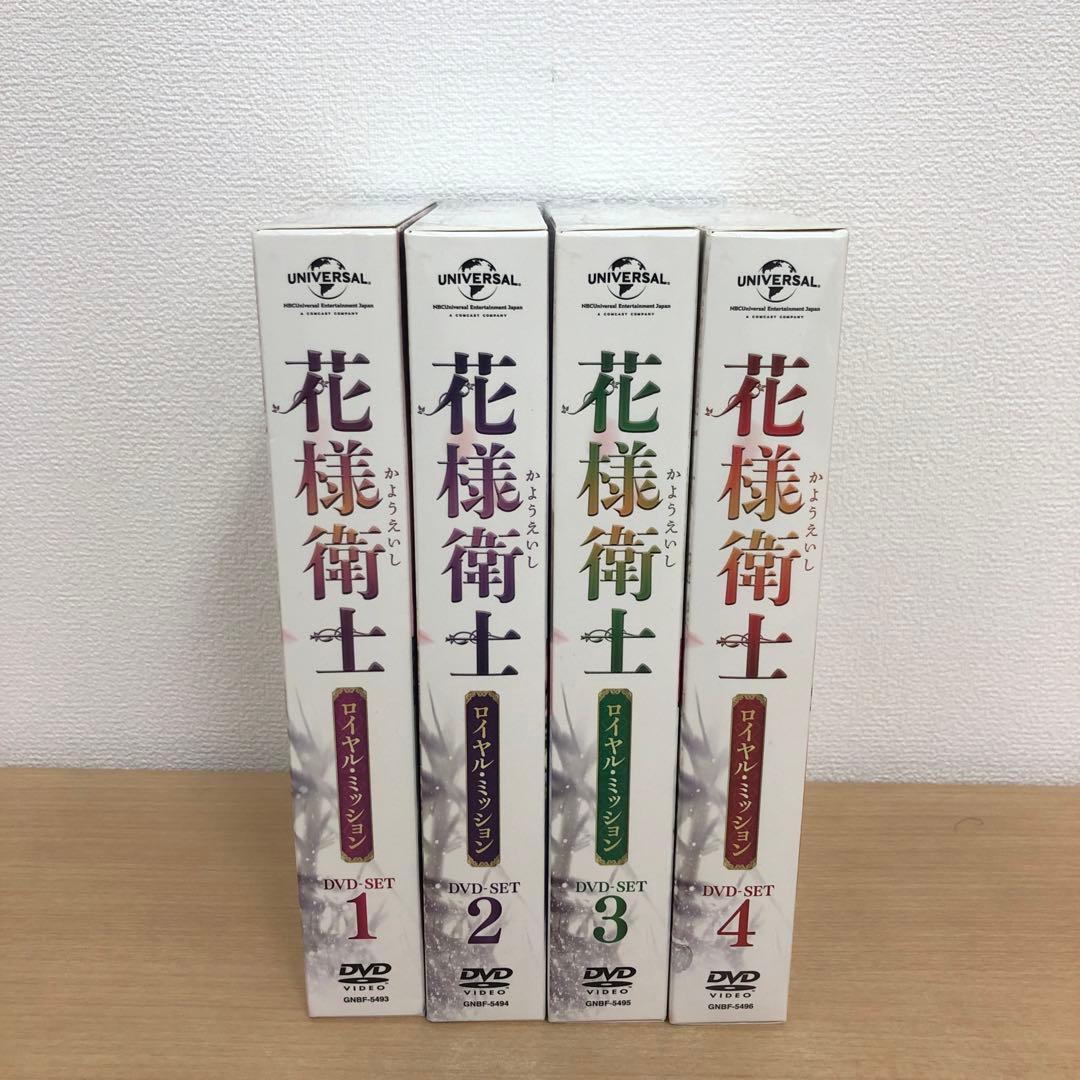 UNIVERSAL®
NBCUniversal Entertainment Japan
A COMCAST COMPANY
花様衛士
かようえいし
ロイヤル・ミッション
DVD-SET
1
DVD
VIDEO™
GNBF-5493
UNIVERSAL®
NBCUniversal Entertainment Japan
A COMCAST COMPANY
花様衛士
かようえいし
ロイヤル・ミッション
DVD-SET
2
DVD
VIDEO™
GNBF-5494
UNIVERSAL®
NBCUniversal Entertainment Japan
A COMCAST COMPANY
花様衛士
かようえいし
ロイヤル・ミッション
DVD-SET
3
DVD
VIDEO™
GNBF-5495
UNIVERSAL®
NBCUniversal Entertainment Japan
A COMCAST COMPANY
花様衛士
かようえいし
ロイヤル・ミッション
DVD-SET
4
DVD
VIDEO™
GNBF-5496